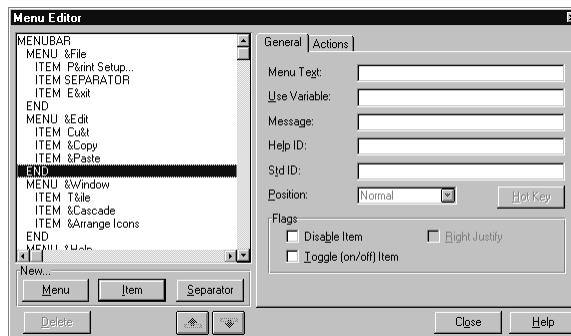 Menu Editor
MENUBAR
MENU &File
ITEM P&rint Setup...
ITEM SEPARATOR
ITEM E&xit
END
MENU &Edit
ITEM Cu&t
ITEM &Copy
ITEM &Paste
END
MENU &Window
ITEM T&ile
ITEM &Cascade
ITEM &Arrange Icons
END
MENU &Help
New...
Menu Item Separator
Delete
General Actions
Menu Text:
Use Variable:
Message:
Help ID:
Std ID:
Position: Normal Hot Key
Flags
Disable Item Right Justify
Toggle (on/off) Item
Close Help